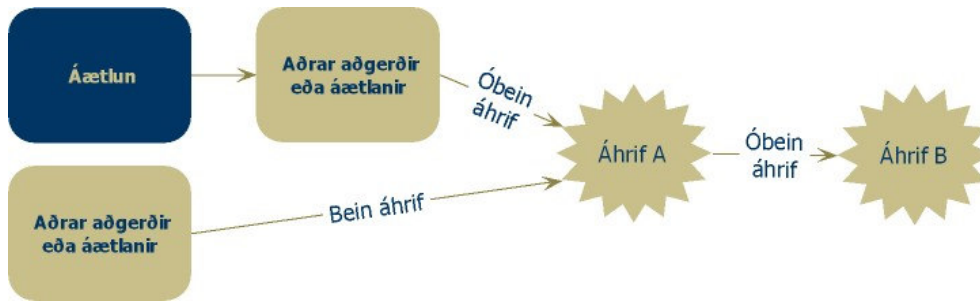 Áætlun
Aðrar aðgerðir
eða áætlanir
Óbein
áhrif
Áhrif A
Óbein
áhrif
Áhrif B
Aðrar aðgerðir
eða áætlanir
Bein áhrif